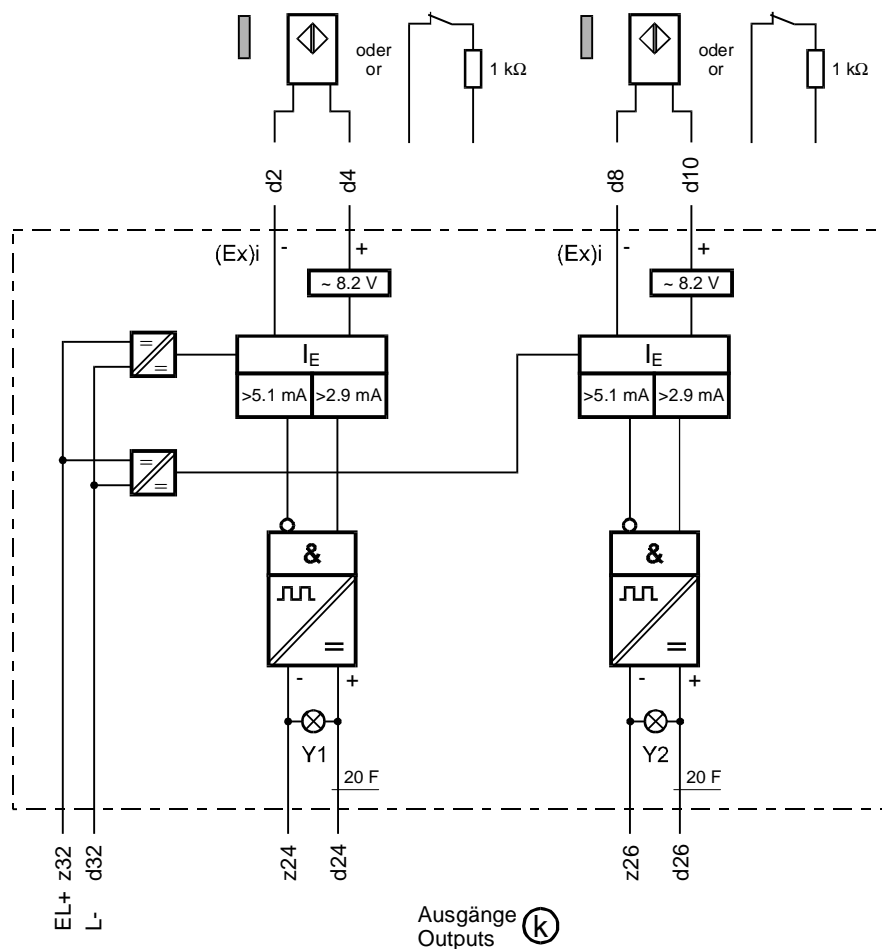 oder
or
1 kΩ
oder
or
1 kΩ
d2
d4
d8
d10
(Ex)i
-
+
(Ex)i
-
+
~ 8.2 V
~ 8.2 V
=
=
IE
IE
>5.1 mA
>2.9 mA
>5.1 mA
>2.9 mA
=
=
&
&
=
=
-
+
-
+
Y1
Y2
20 F
20 F
EL+ z32
L- d32
z24
d24
z26
d26
Ausgänge
Outputs
k